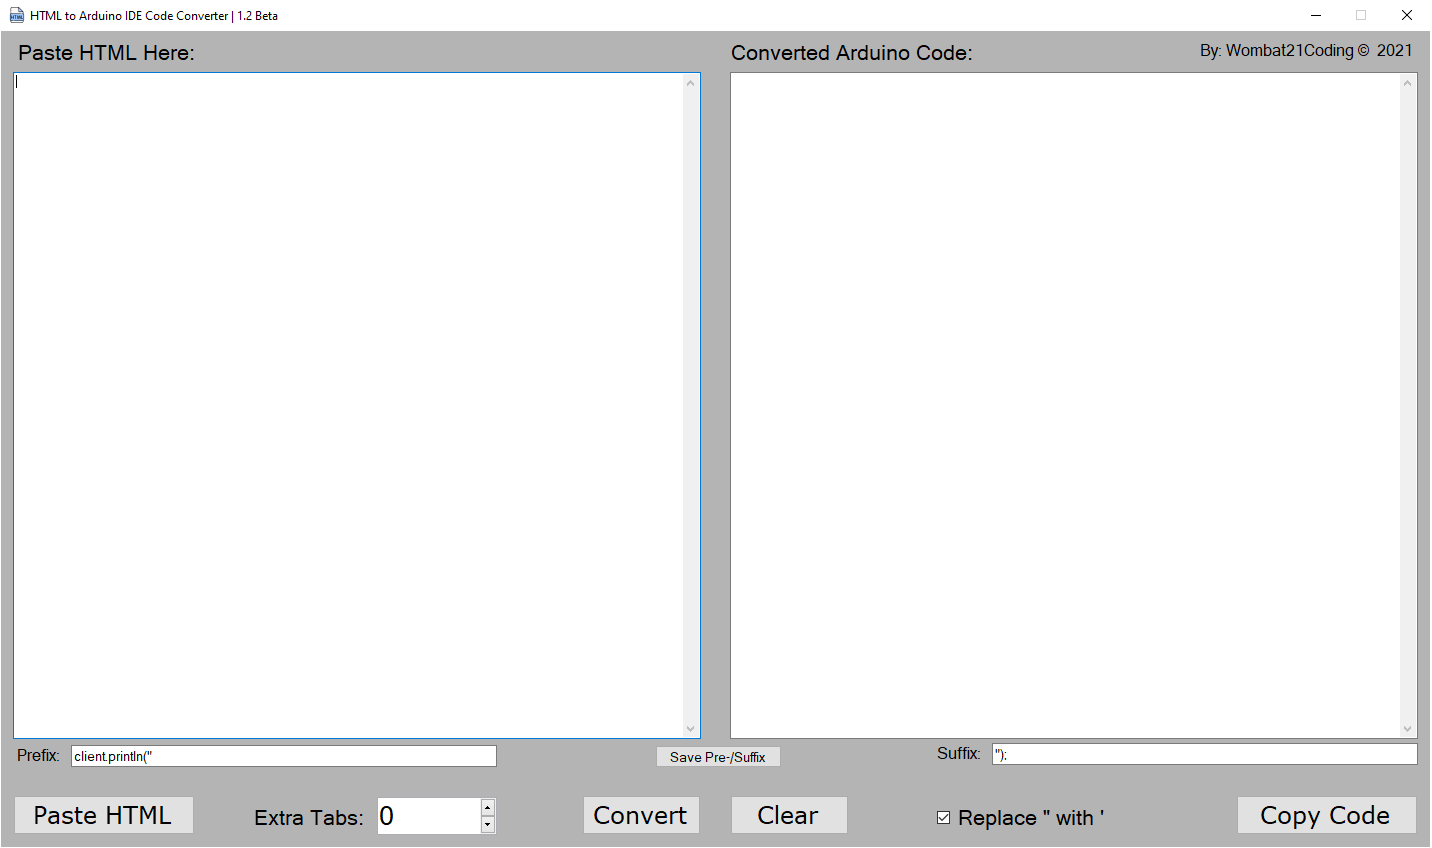 HTML to Arduino IDE Code Converter | 1.2 Beta
Paste HTML Here:
Converted Arduino Code:
By: Wombat21Coding © 2021
Prefix: client.println("
Save Pre-/Suffix
Suffix: ");
Paste HTML
Extra Tabs: 0
Convert
Clear
Replace " with '
Copy Code